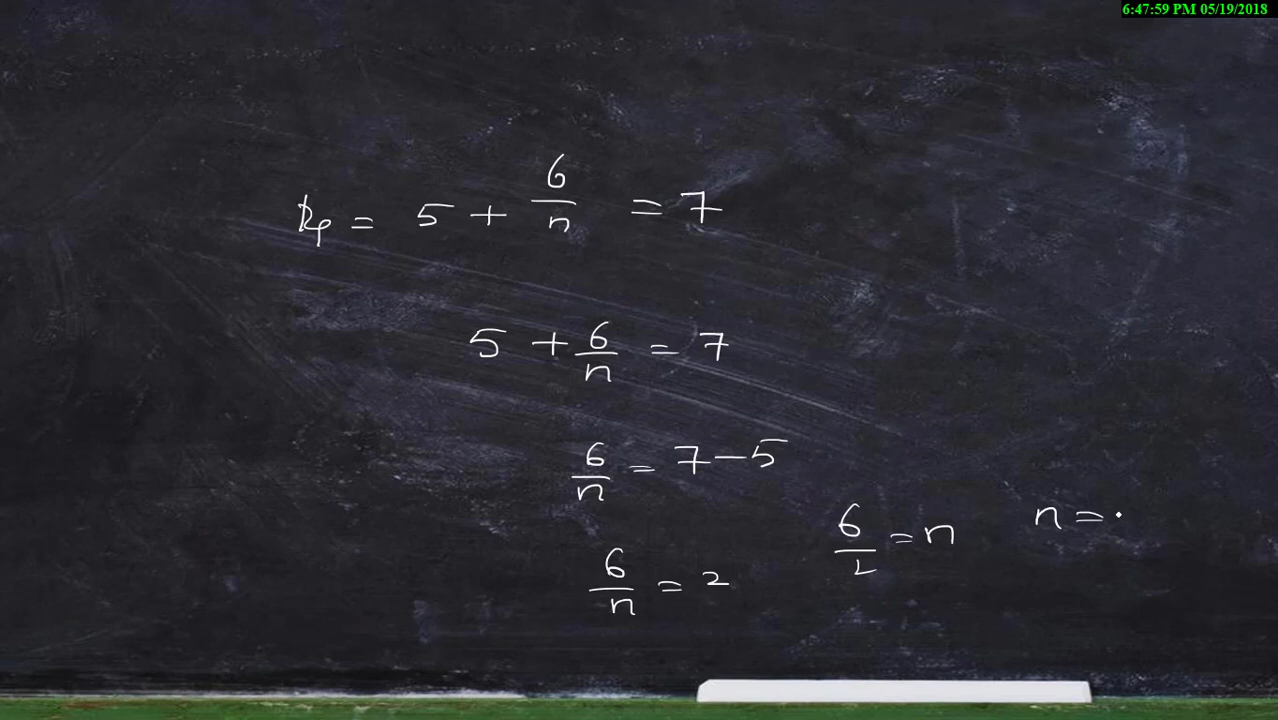 6:47:59 PM 05/19/2018
= 5 + 6/n = 7
5 + 6/n = 7
6/n = 7 - 5
6/n = 2
6/2 = n
n =